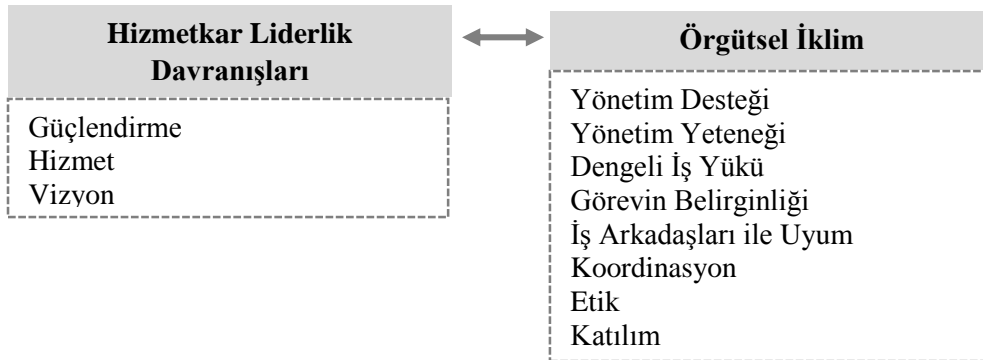 Hizmetkar Liderlik
Davranışları
Güçlendirme
Hizmet
Vizyon
Örgütsel İklim
Yönetim Desteği
Yönetim Yeteneği
Dengeli İş Yükü
Görevin Belirginliği
İş Arkadaşları ile Uyum
Koordinasyon
Etik
Katılım